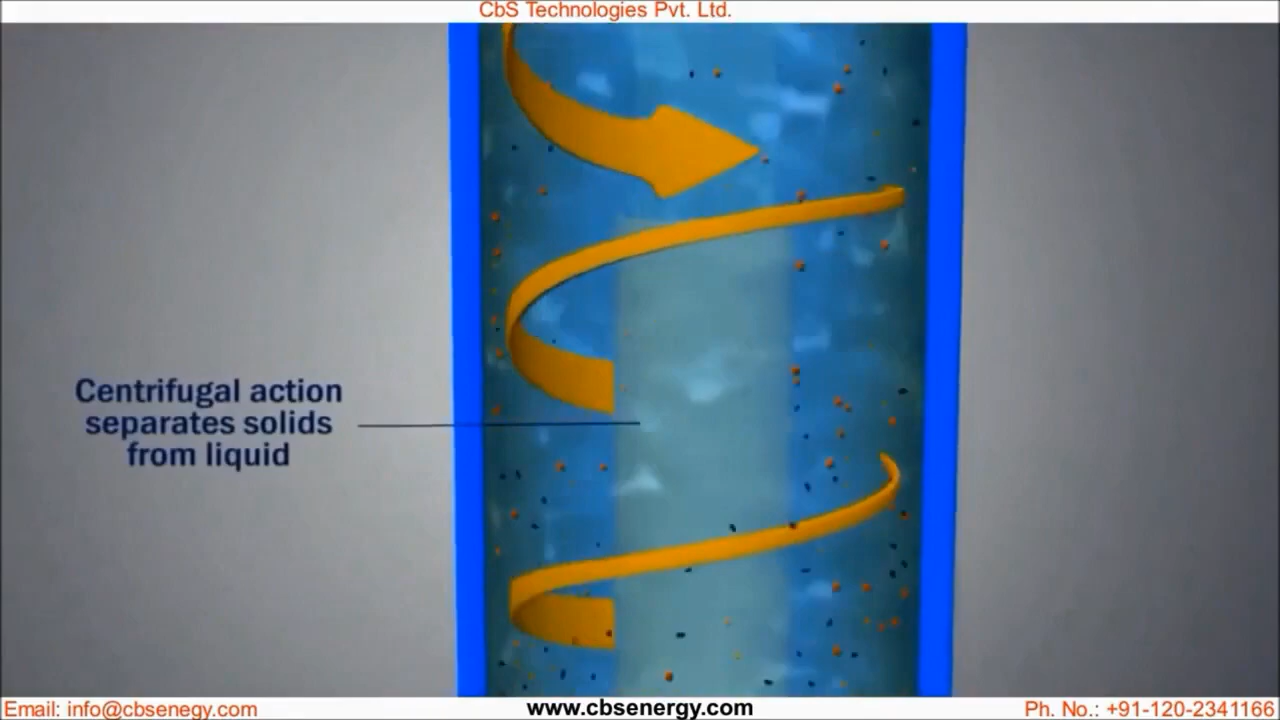 CbS Technologies Pvt. Ltd.
Centrifugal action
separates solids
from liquid
Email: info@cbsenegy.com
www.cbsenergy.com
Ph. No.: +91-120-2341166